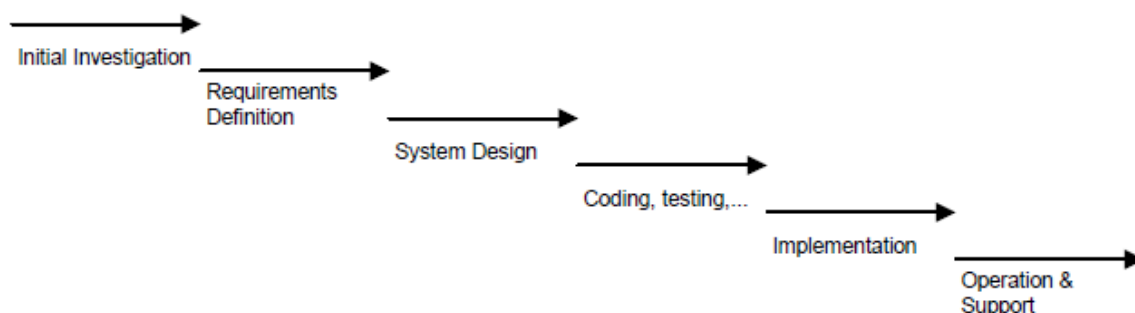 Initial Investigation
Requirements
Definition
System Design
Coding, testing,...
Implementation
Operation &
Support